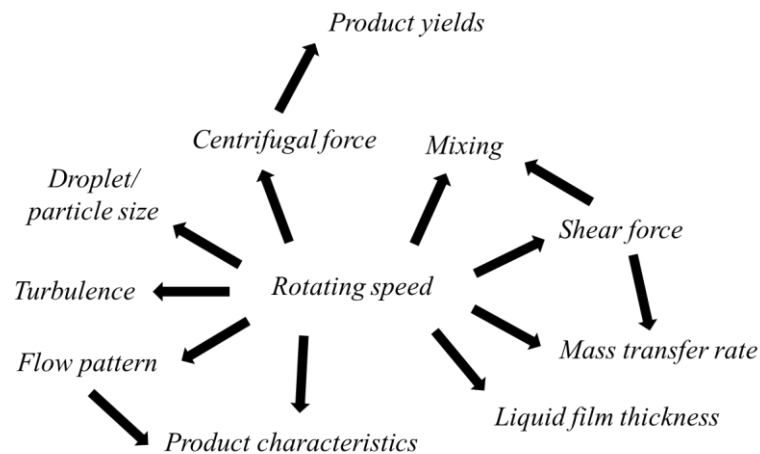 Product yields
Centrifugal force
Mixing
Droplet/
particle size
Shear force
Turbulence
Rotating speed
Flow pattern
Mass transfer rate
Liquid film thickness
Product characteristics